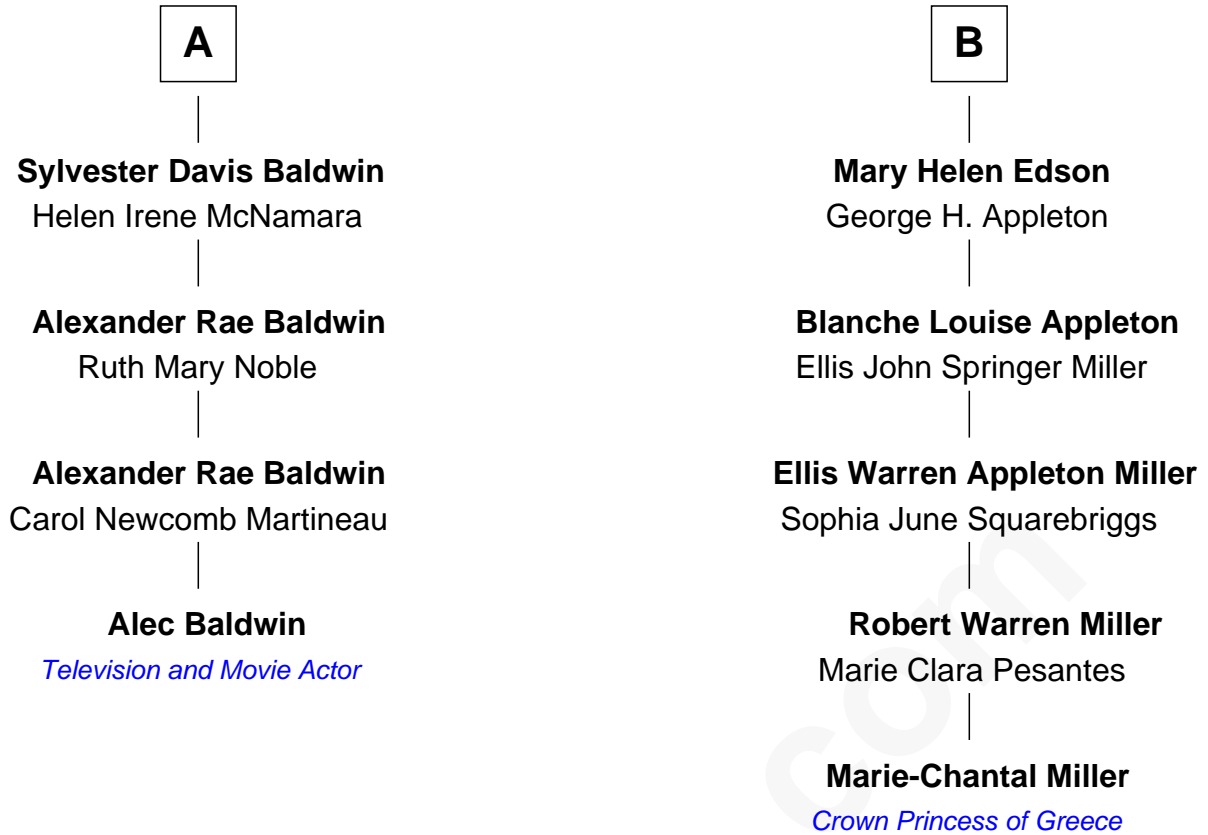 A
Sylvester Davis Baldwin
Helen Irene McNamara
Alexander Rae Baldwin
Ruth Mary Noble
Alexander Rae Baldwin
Carol Newcomb Martineau
Alec Baldwin
Television and Movie Actor
B
Mary Helen Edson
George H. Appleton
Blanche Louise Appleton
Ellis John Springer Miller
Ellis Warren Appleton Miller
Sophia June Squarebriggs
Robert Warren Miller
Marie Clara Pesantes
Marie-Chantal Miller
Crown Princess of Greece
com